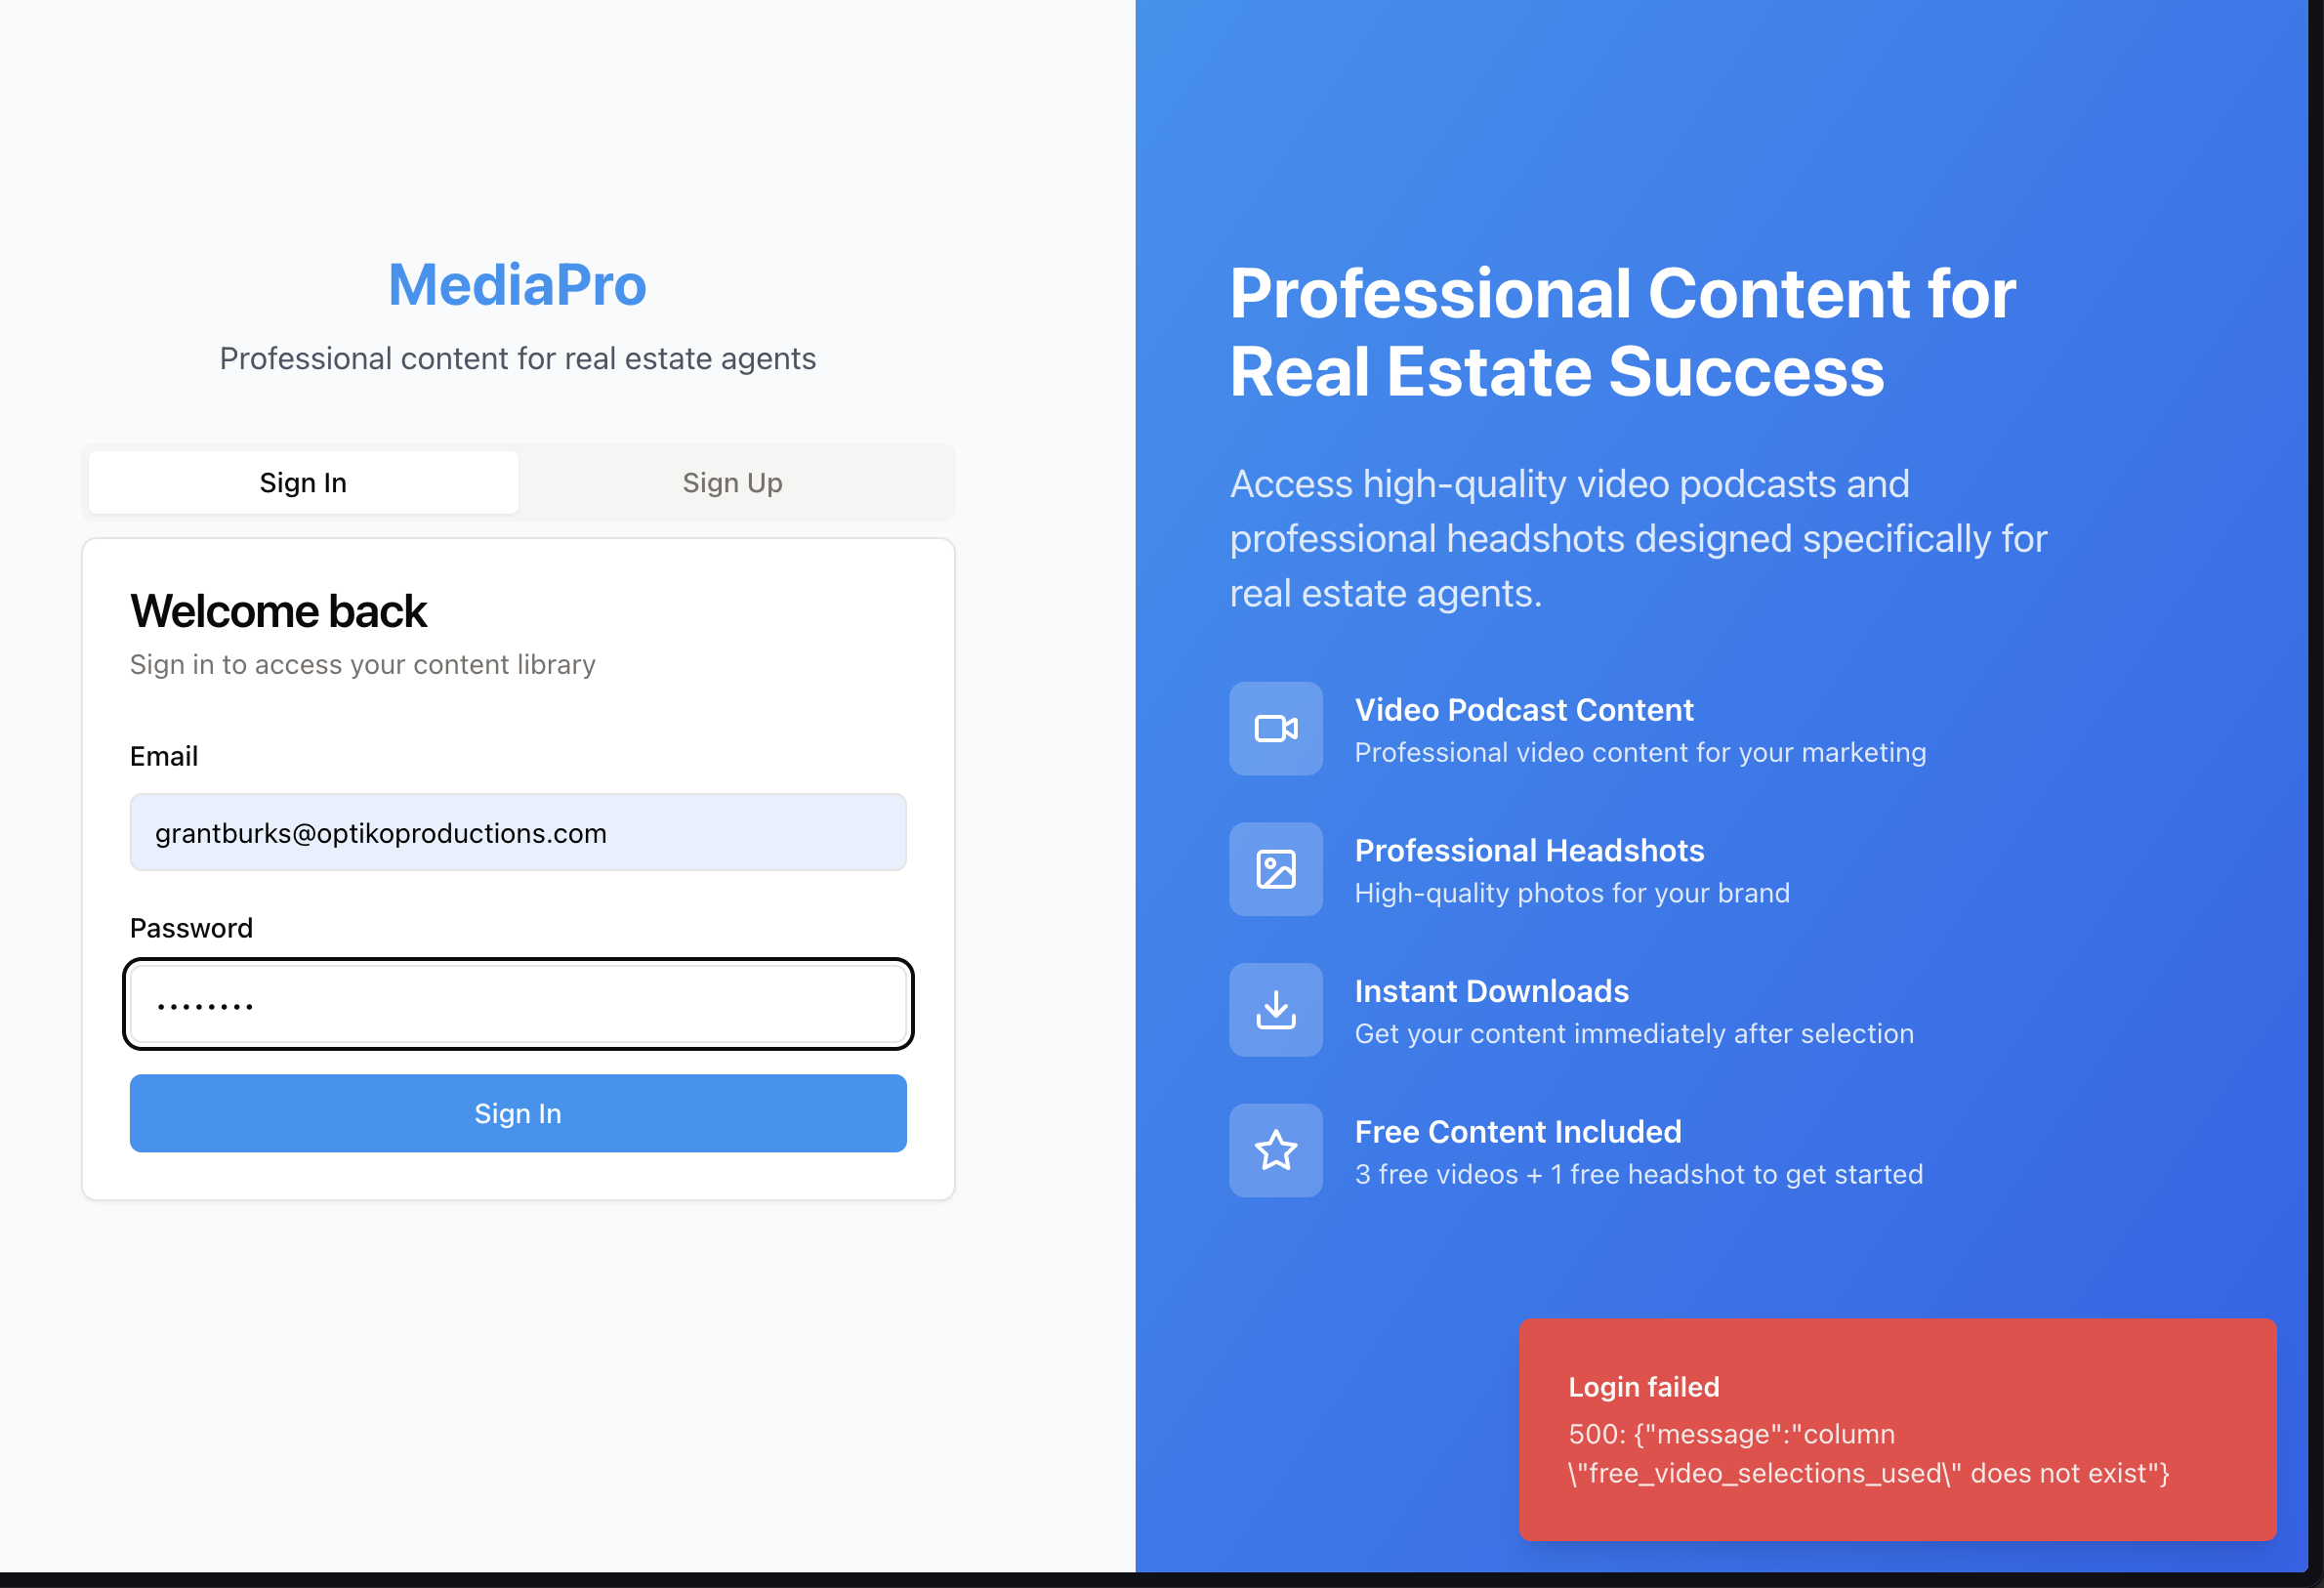 MediaPro
Professional content for real estate agents
Sign In
Sign Up
Welcome back
Sign in to access your content library
Email
grantburks@optikoproductions.com
Password
••••••••
Sign In
Professional Content for
Real Estate Success
Access high-quality video podcasts and
professional headshots designed specifically for
real estate agents.
Video Podcast Content
Professional video content for your marketing
Professional Headshots
High-quality photos for your brand
Instant Downloads
Get your content immediately after selection
Free Content Included
3 free videos + 1 free headshot to get started
Login failed
500: {"message":"column
\"free_video_selections_used\" does not exist"}